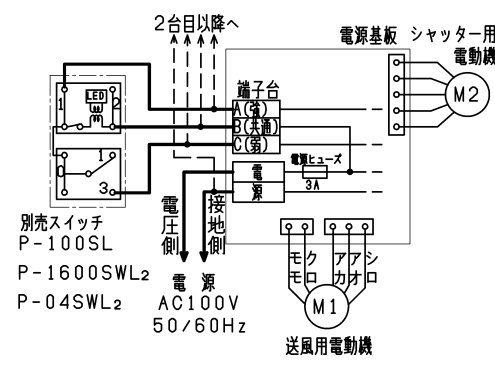 2台目以降へ
電源基板
シャッター用
電動機
M2
端子台
A(強)
B(共通)
C(弱)
電
源
電源ヒューズ
3A
LED
1
2
1
0
3
別売スイッチ
P-100SL
P-1600SWL2
P-04SWL2
電圧側
接地側
電 源
AC100V
50/60Hz
モモ
クロ
アカ
アオ
シロ
M1
送風用電動機